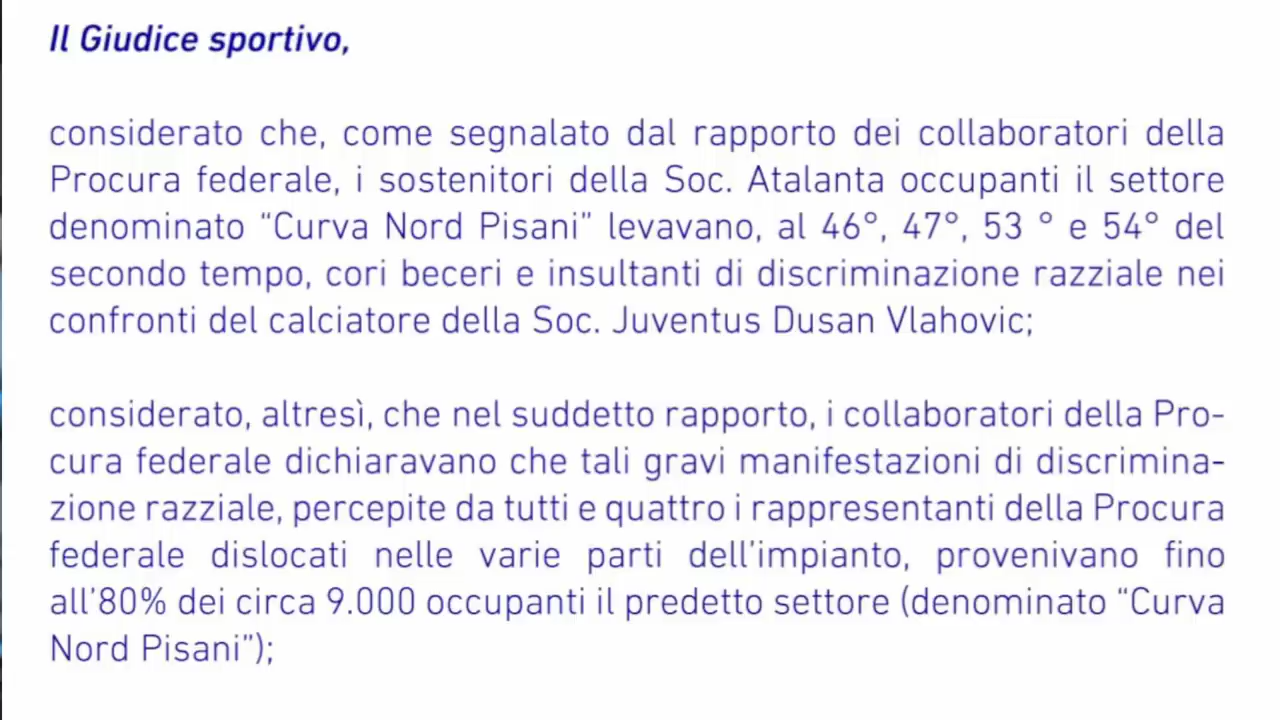 Il Giudice sportivo,
considerato che, come segnalato dal rapporto dei collaboratori della
Procura federale, i sostenitori della Soc. Atalanta occupanti il settore
denominato “Curva Nord Pisani” levavano, al 46°, 47°, 53 ° e 54° del
secondo tempo, cori beceri e insultanti di discriminazione razziale nei
confronti del calciatore della Soc. Juventus Dusan Vlahovic;
considerato, altresì, che nel suddetto rapporto, i collaboratori della Pro-
cura federale dichiaravano che tali gravi manifestazioni di discrimina-
zione razziale, percepite da tutti e quattro i rappresentanti della Procura
federale dislocati nelle varie parti dell’impianto, provenivano fino
all’80% dei circa 9.000 occupanti il predetto settore (denominato “Curva
Nord Pisani”);